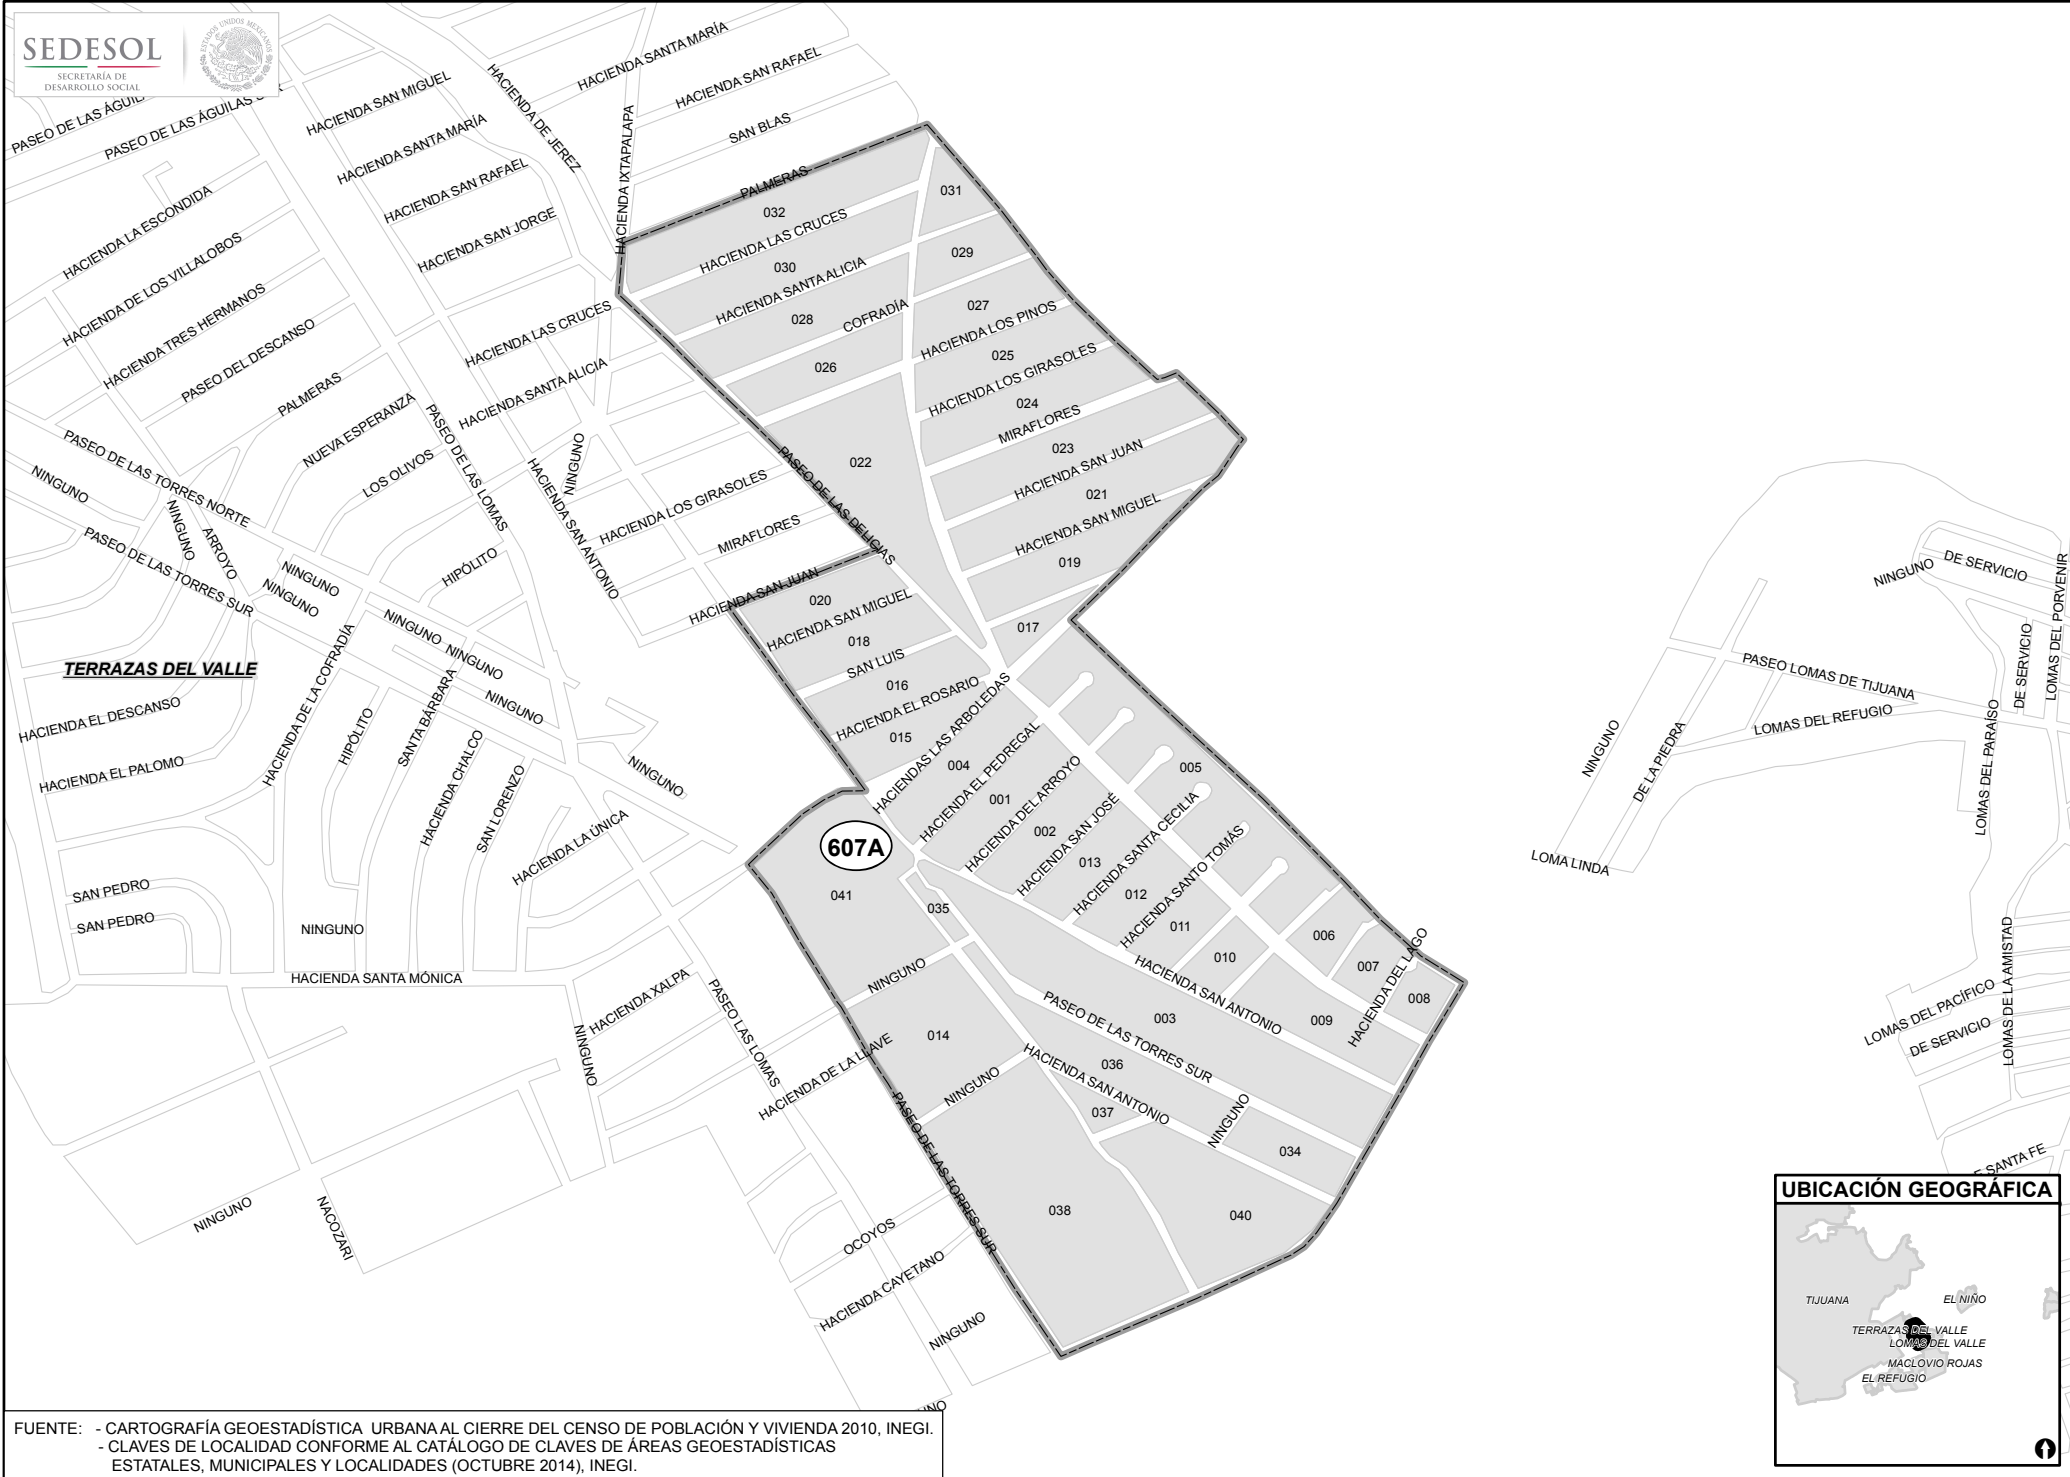 SEDESOL
SECRETARÍA DE
DESARROLLO SOCIAL
ESTADOS UNIDOS MEXICANOS
PASEO DE LAS
PASEO DE LAS ÁGUILAS
HACIENDA SAN MIGUEL
HACIENDA SANTA MARÍA
HACIENDA SAN RAFAEL
HACIENDA SAN JORGE
HACIENDA DE JEREZ
HACIENDA IXTAPALAPA
HACIENDA SANTA MARÍA
HACIENDA SAN RAFAEL
SAN BLAS
PALMERAS
HACIENDA LA ESCONDIDA
HACIENDA DE LOS VILLALOBOS
HACIENDA TRES HERMANOS
PASEO DEL DESCANSO
PALMERAS
NUEVA ESPERANZA
LOS OLIVOS
HIPÓLITO
PASEO DE LAS LOMAS
HACIENDA LAS CRUCES
HACIENDA SANTA ALICIA
NINGUNO
HACIENDA SAN ANTONIO
HACIENDA LOS GIRASOLES
MIRAFLORES
HACIENDA SAN JUAN
PASEO DE LAS DELICIAS
032
HACIENDA LAS CRUCES
030
HACIENDA SANTA ALICIA
028
COFRADÍA
026
022
031
029
027
HACIENDA LOS PINOS
025
HACIENDA LOS GIRASOLES
024
MIRAFLORES
023
HACIENDA SAN JUAN
021
HACIENDA SAN MIGUEL
019
017
020
HACIENDA SAN MIGUEL
018
SAN LUIS
016
HACIENDA EL ROSARIO
015
HACIENDAS LAS ARBOLEDAS
004
HACIENDA EL PEDREGAL
001
HACIENDA DEL ARROYO
002
HACIENDA SAN JOSÉ
013
HACIENDA SANTA CECILIA
012
HACIENDA SANTO TOMÁS
011
010
005
006
007
HACIENDA DEL LAGO
008
009
HACIENDA SAN ANTONIO
003
PASEO DE LAS TORRES SUR
036
HACIENDA SAN ANTONIO
037
NINGUNO
034
040
038
014
NINGUNO
NINGUNO
035
041
607A
PASEO DE LAS TORRES SUR
PASEO DE LAS TORRES NORTE
NINGUNO
PASEO DE LAS TORRES SUR
NINGUNO
ARROYO
NINGUNO
NINGUNO
NINGUNO
NINGUNO
NINGUNO
NINGUNO
TERRAZAS DEL VALLE
HACIENDA EL DESCANSO
HACIENDA EL PALOMO
HACIENDA DE LA COFRADÍA
HIPÓLITO
SANTA BÁRBARA
HACIENDA CHALCO
SAN LORENZO
HACIENDA LA ÚNICA
SAN PEDRO
SAN PEDRO
NINGUNO
HACIENDA SANTA MÓNICA
HACIENDA XALPA
NINGUNO
PASEO LAS LOMAS
HACIENDA DE LA LLAVE
NINGUNO
NACOZARI
OCOYOS
HACIENDA CAYETANO
NINGUNO
NINGUNO
DE SERVICIO
LOMAS DEL PORVENIR
DE SERVICIO
PASEO LOMAS DE TIJUANA
LOMAS DEL REFUGIO
NINGUNO
DE LA PIEDRA
LOMAS DEL PARAÍSO
LOMA LINDA
LOMAS DE LA AMISTAD
LOMAS DEL PACÍFICO
DE SERVICIO
SANTA FE
UBICACIÓN GEOGRÁFICA
TIJUANA
EL NIÑO
TERRAZAS DEL VALLE
LOMAS DEL VALLE
MACLOVIO ROJAS
EL REFUGIO
FUENTE: - CARTOGRAFÍA GEOESTADÍSTICA URBANA AL CIERRE DEL CENSO DE POBLACIÓN Y VIVIENDA 2010, INEGI.
- CLAVES DE LOCALIDAD CONFORME AL CATÁLOGO DE CLAVES DE ÁREAS GEOESTADÍSTICAS
ESTATALES, MUNICIPALES Y LOCALIDADES (OCTUBRE 2014), INEGI.